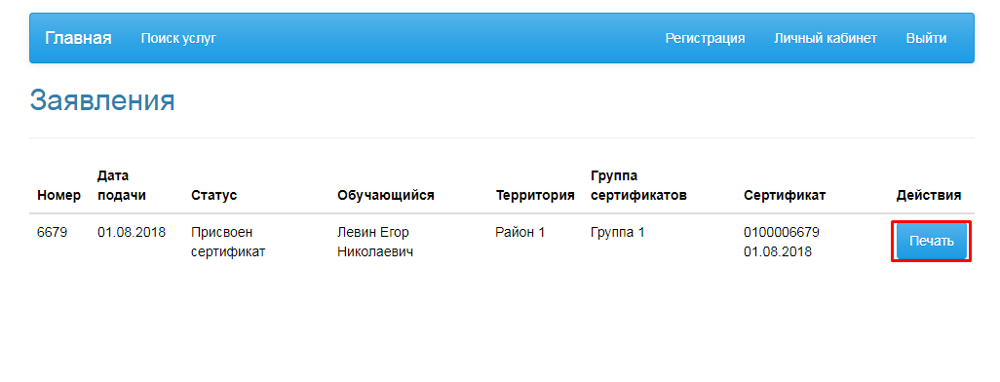 Главная Поиск услуг Регистрация Личный кабинет Выйти
Заявления
Номер Дата подачи Статус Обучающийся Территория Группа сертификатов Сертификат Действия
6679 01.08.2018 Присвоен Левин Егор Район 1 Группа 1 0100006679 Печать
сертификат Николаевич 01.08.2018